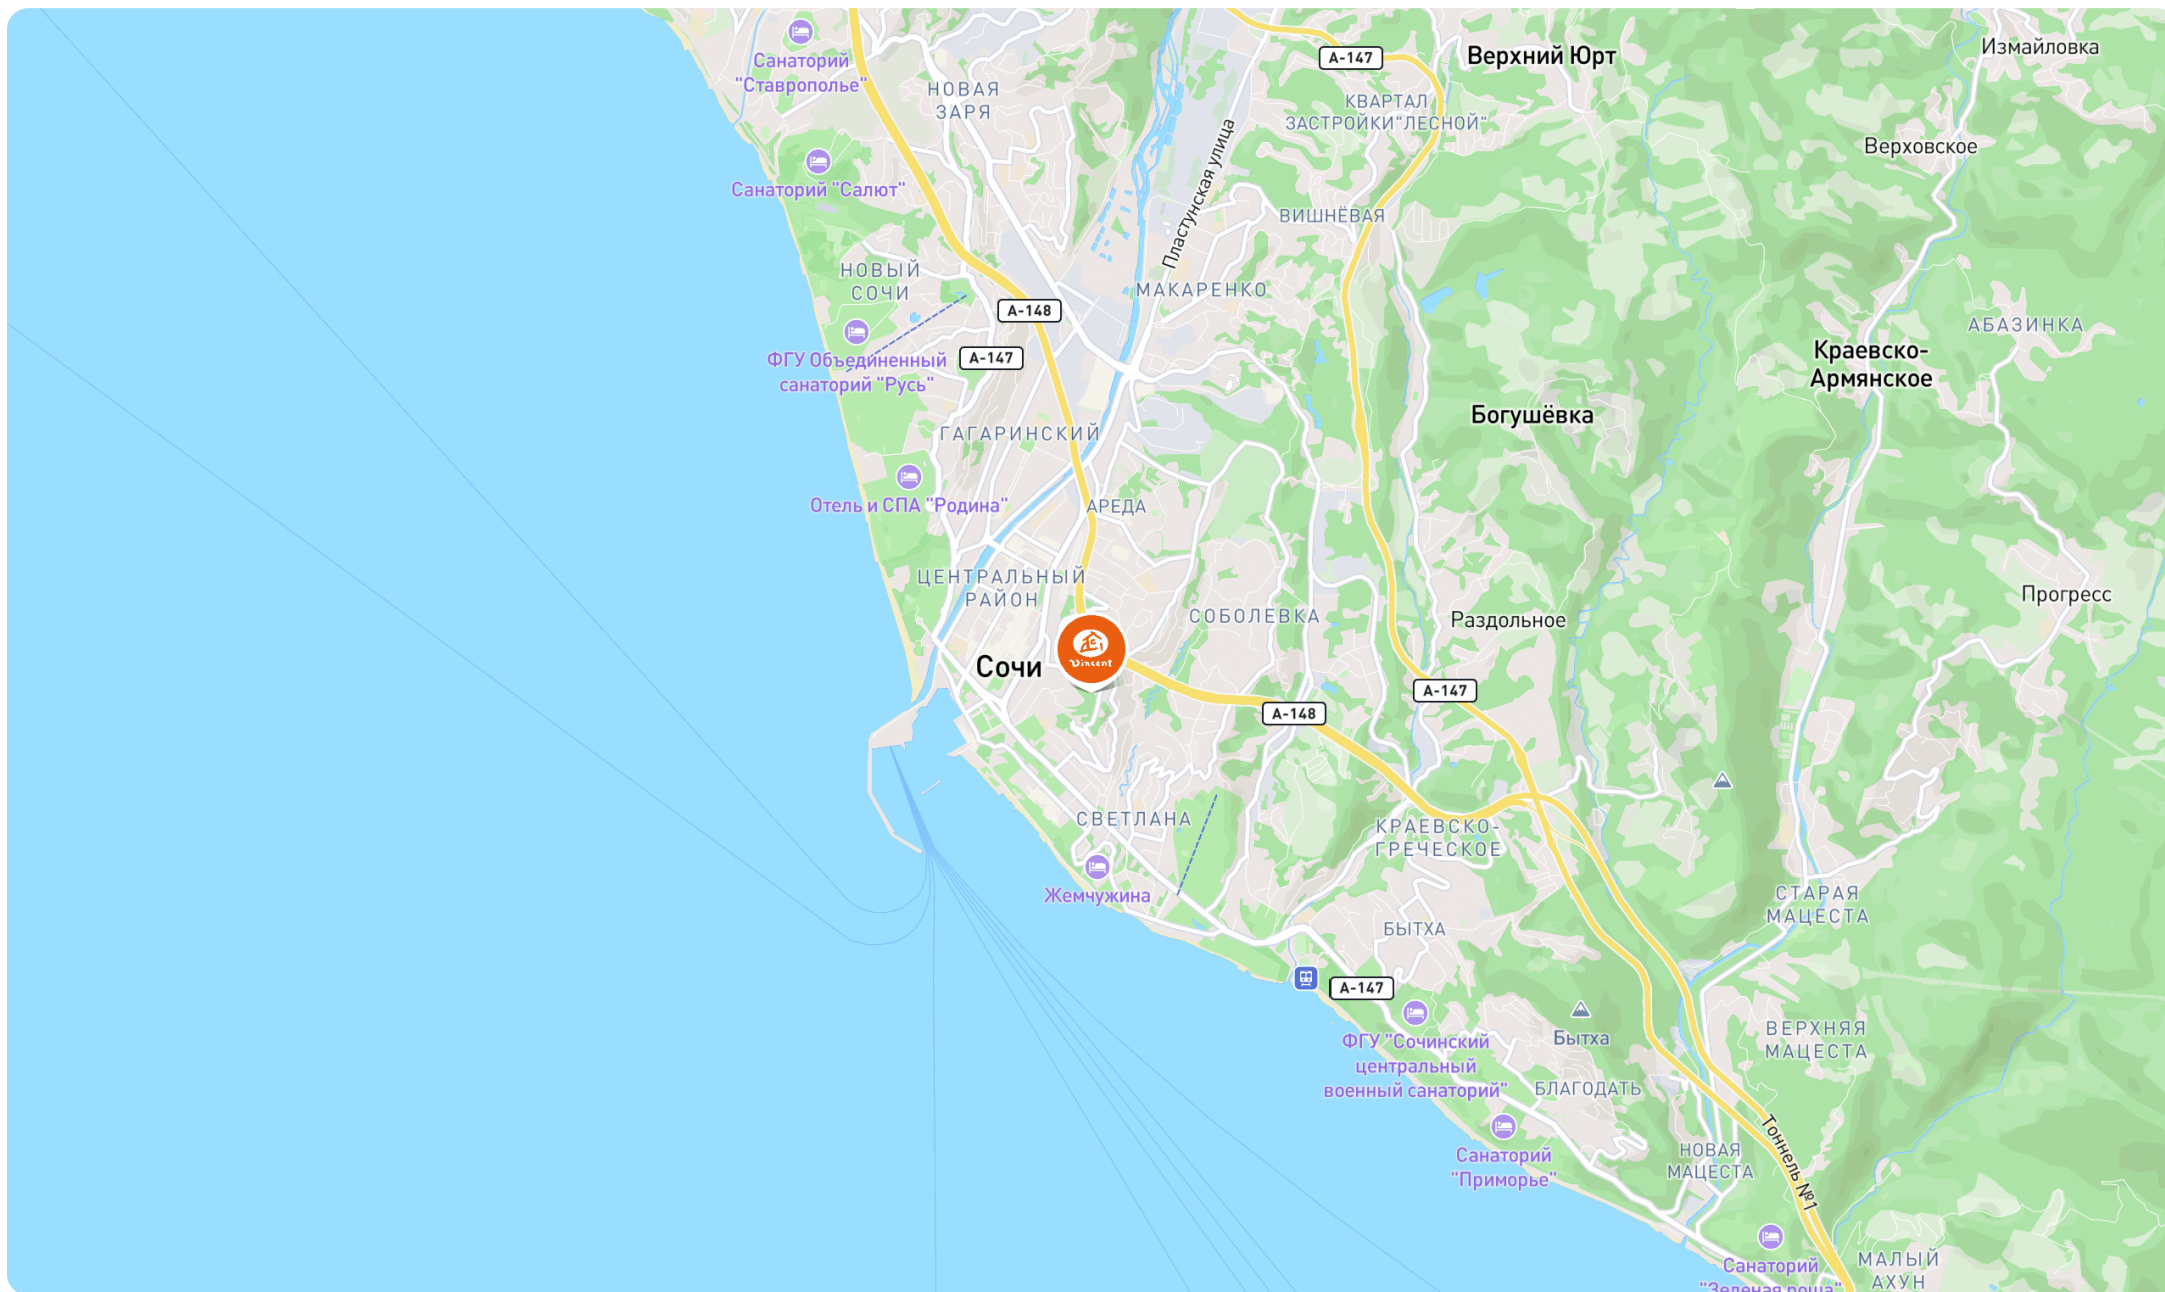 Санаторий
"Ставрополье"
НОВАЯ
ЗАРЯ
А-147
Верхний Юрт
КВАРТАЛ
ЗАСТРОЙКИ"ЛЕСНОЙ"
Измайловка
Верховское
Санаторий "Салют"
Пластунская улица
ВИШНЁВАЯ
НОВЫЙ
СОЧИ
МАКАРЕНКО
А-148
А-147
ФГУ Объединенный
санаторий "Русь"
АБАЗИНКА
Краевско-
Армянское
Богушёвка
ГАГАРИНСКИЙ
Отель и СПА "Родина"
АРЕДА
ЦЕНТРАЛЬНЫЙ
РАЙОН
СОБОЛЕВКА
Раздольное
Прогресс
Vincent
Сочи
А-147
А-148
СВЕТЛАНА
КРАЕВСКО-
ГРЕЧЕСКОЕ
Жемчужина
СТАРАЯ
МАЦЕСТА
БЫТХА
А-147
ФГУ "Сочинский
центральный
военный санаторий"
Бытха
ВЕРХНЯЯ
МАЦЕСТА
БЛАГОДАТЬ
Санаторий
"Приморье"
НОВАЯ
МАЦЕСТА
Тоннель №1
Санаторий
"Зеленая роща"
МАЛЫЙ
АХУН